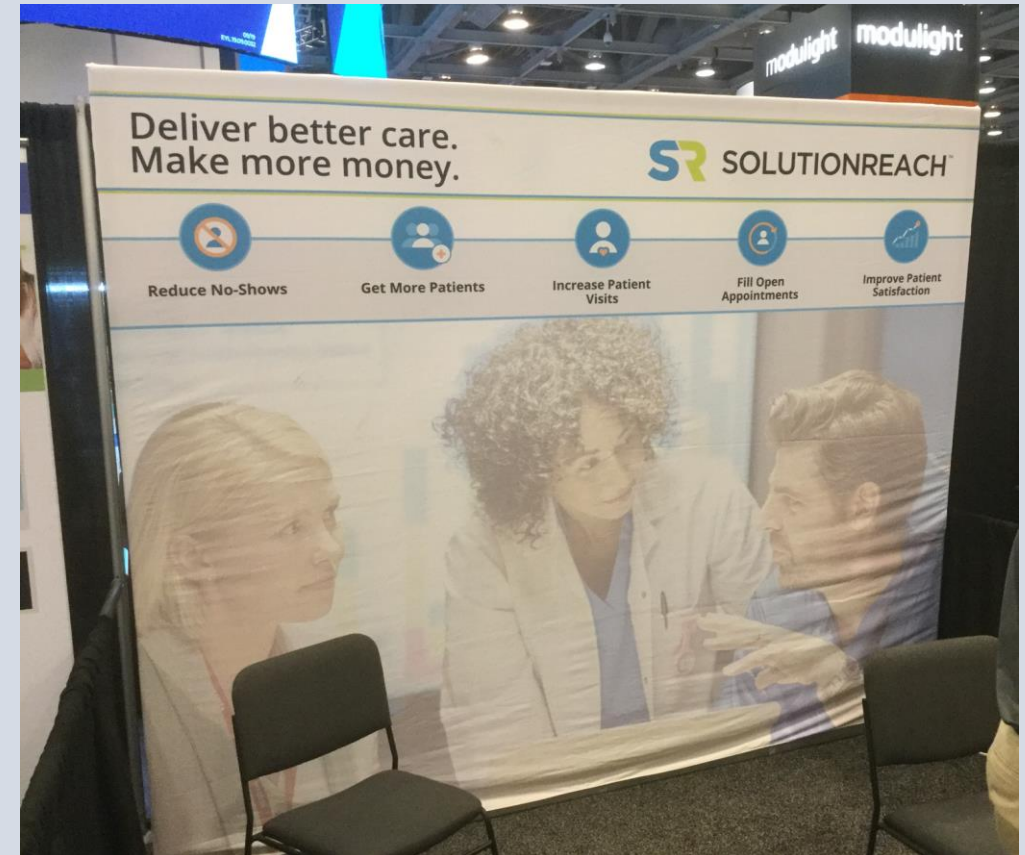 modulight
modulight
Deliver better care.
Make more money.
SR SOLUTIONREACH™
Reduce No-Shows
Get More Patients
Increase Patient
Visits
Fill Open
Appointments
Improve Patient
Satisfaction